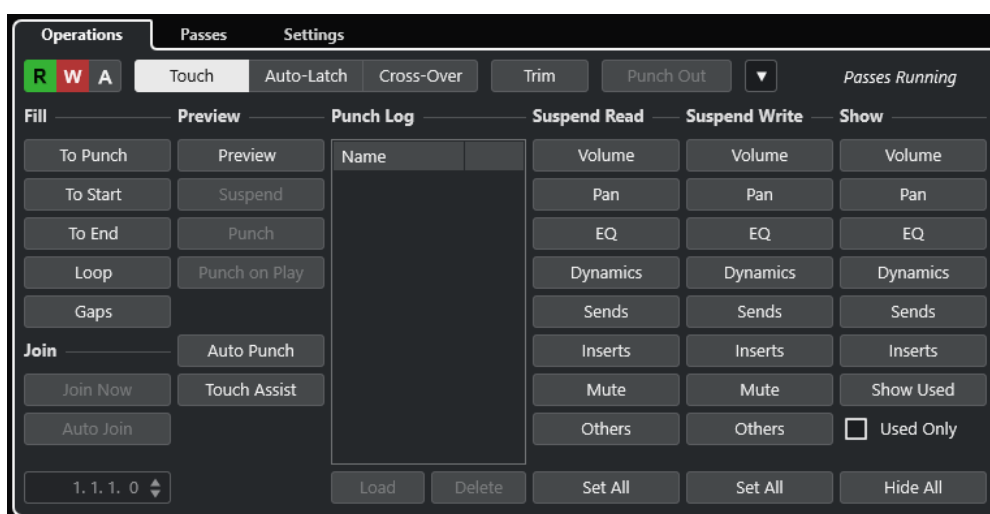 Operations Passes Settings
R W A Touch Auto-Latch Cross-Over Trim Punch Out Passes Running
Fill Preview Punch Log Suspend Read Suspend Write Show
To Punch Preview Name Volume Volume Volume
To Start Suspend Pan Pan Pan
To End Punch EQ EQ EQ
Loop Punch on Play Dynamics Dynamics Dynamics
Gaps Sends Sends Sends
Join Auto Punch Inserts Inserts Inserts
Join Now Touch Assist Mute Mute Show Used
Auto Join Others Others Used Only
1. 1. 1. 0 Load Delete Set All Set All Hide All